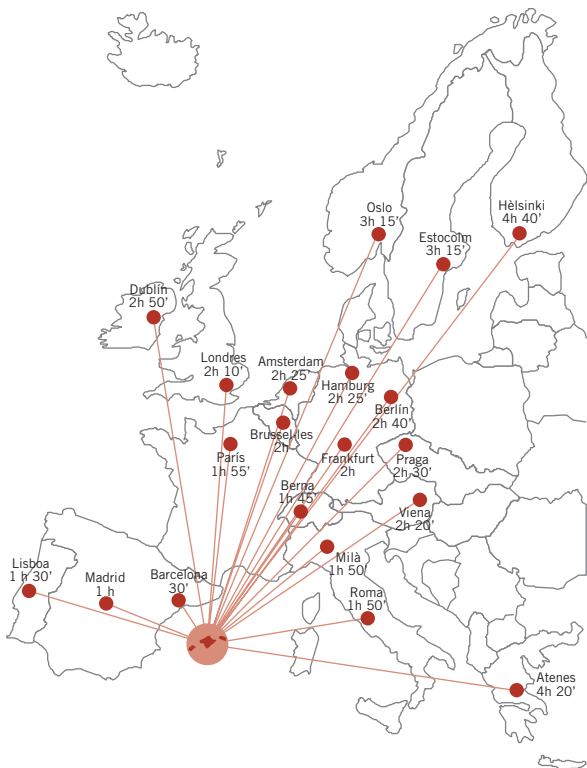 Oslo
3h 15’
Hèlsinki
4h 40’
Estocolm
3h 15’
Dublín
2h 50’
Londres
2h 10’
Amsterdam
2h 25’
Hamburg
2h 25’
Berlín
2h 40’
Brussel·les
2h
París
1h 55’
Frankfurt
2h
Praga
2h 30’
Berna
1h 45’
Viena
2h 20’
Milà
1h 50’
Lisboa
1 h 30’
Madrid
1 h
Barcelona
30’
Roma
1h 50’
Atenes
4h 20’